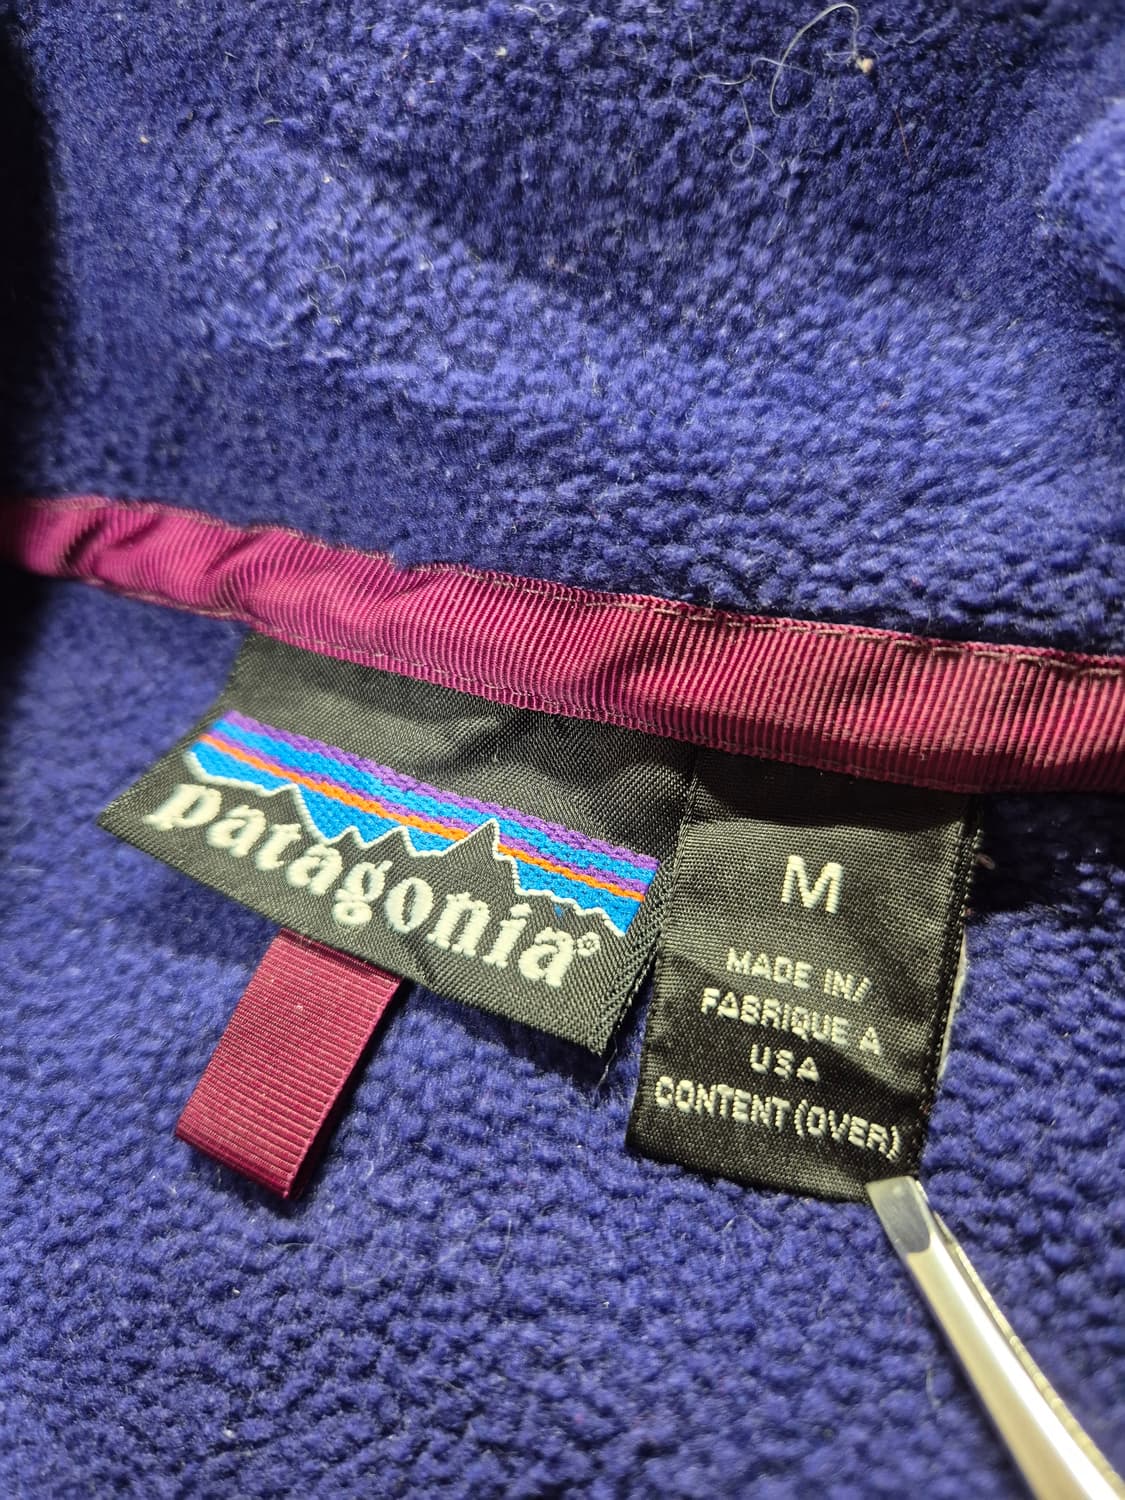 patagonia®
M
MADE IN/
FABRIQUE A
USA
CONTENT (OVER)